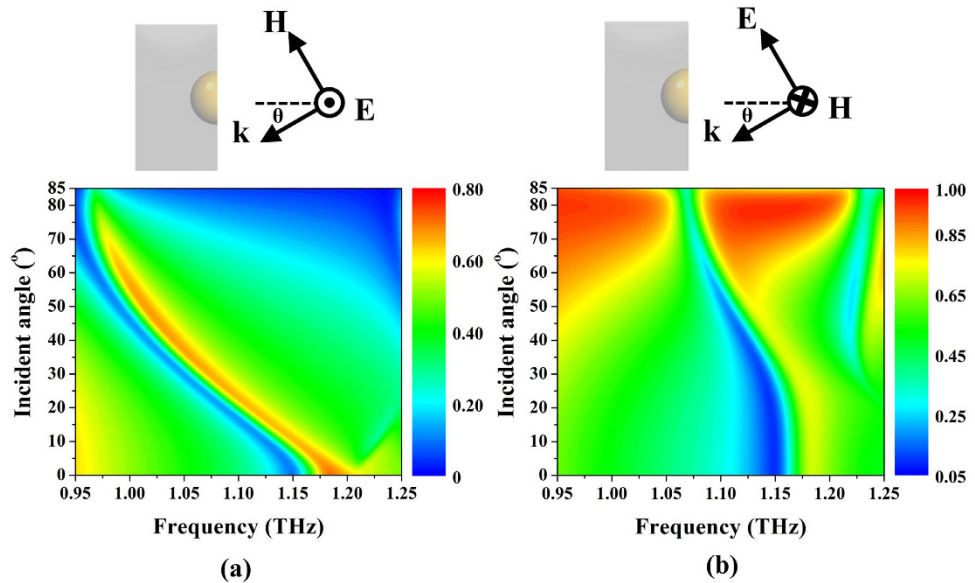 H
E
θ
k
E
θ
H
k
85
80
70
60
50
40
30
20
10
0
Incident angle (°)
0.95 1.00 1.05 1.10 1.15 1.20 1.25
Frequency (THz)
0.80
0.60
0.40
0.20
0
(a)
85
80
70
60
50
40
30
20
10
0
Incident angle (°)
0.95 1.00 1.05 1.10 1.15 1.20 1.25
Frequency (THz)
1.00
0.85
0.65
0.45
0.25
0.05
(b)